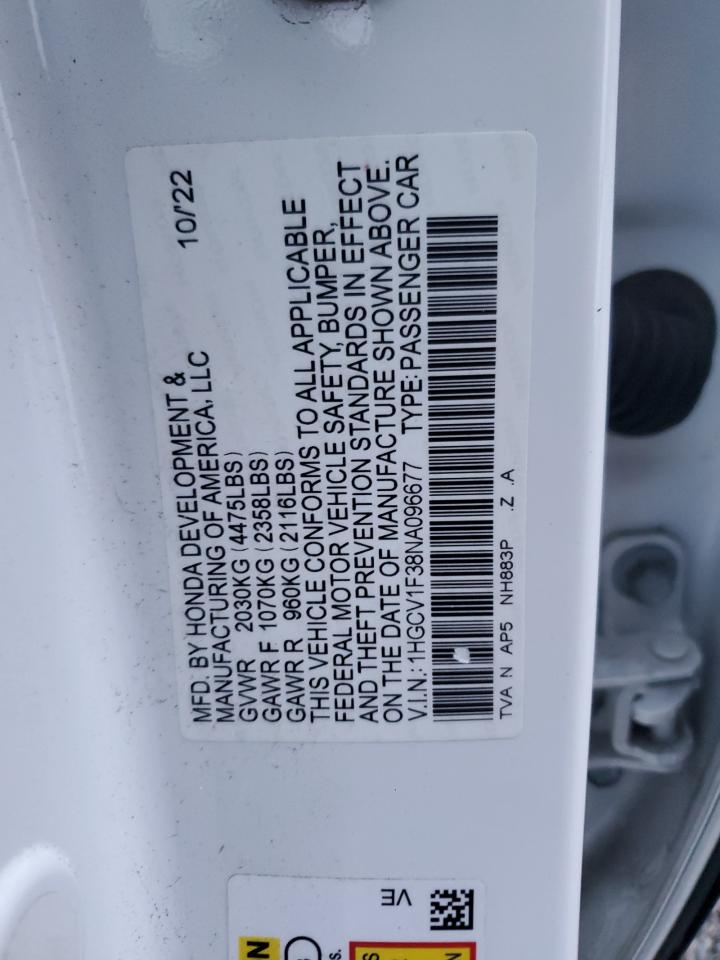 MFD. BY HONDA DEVELOPMENT & 10/'22
MANUFACTURING OF AMERICA, LLC
GVWR 2030KG (4475LBS)
GAWR F 1070KG (2358LBS)
GAWR R 960KG (2116LBS)
THIS VEHICLE CONFORMS TO ALL APPLICABLE
FEDERAL MOTOR VEHICLE SAFETY, BUMPER,
AND THEFT PREVENTION STANDARDS IN EFFECT
ON THE DATE OF MANUFACTURE SHOWN ABOVE.
V.I.N.: 1HGCV1F38NA096677 TYPE: PASSENGER CAR
TVA N AP5 NH883P .Z .A
VE